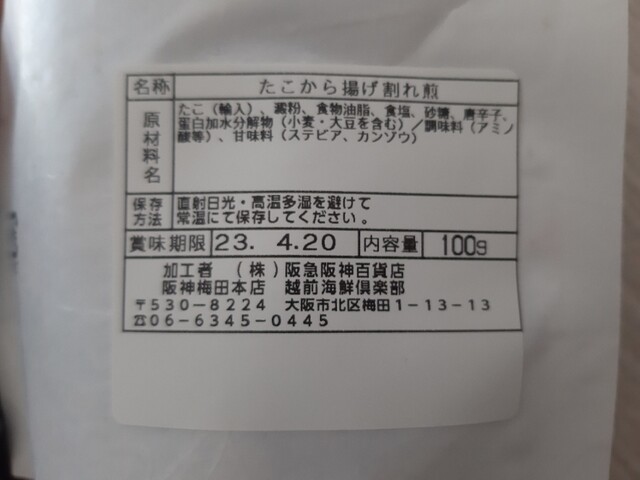 名称 たこから揚げ割れ煎
原材料名 たこ（輸入）、澱粉、食物油脂、食塩、砂糖、唐辛子、
蛋白加水分解物（小麦・大豆を含む）／調味料（アミノ
酸等）、甘味料（ステビア、カンゾウ）
保存方法 直射日光・高温多湿を避けて
常温にて保存してください。
賞味期限 23. 4.20 内容量 100g
加工者 （株）阪急阪神百貨店
阪神梅田本店 越前海鮮倶楽部
〒530-8224 大阪市北区梅田1-13-13
☎06-6345-0445